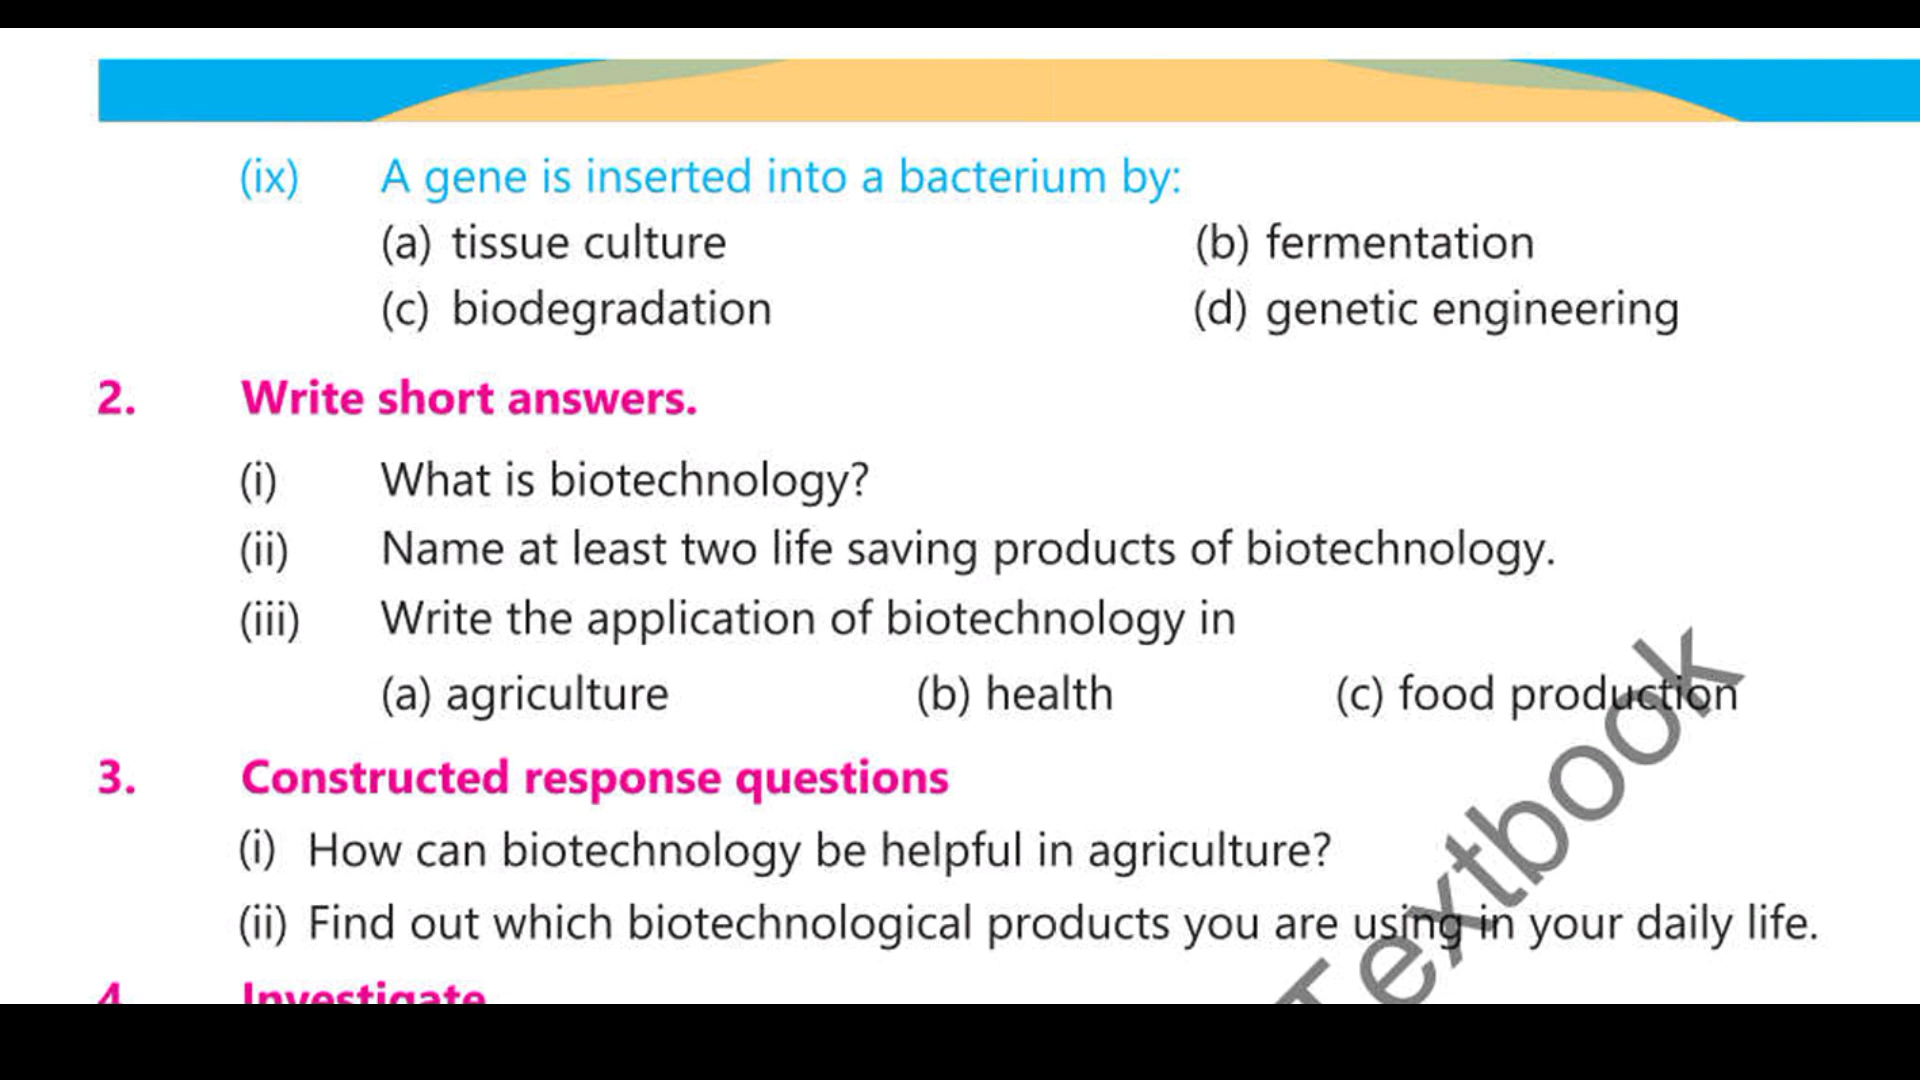 (ix) A gene is inserted into a bacterium by:
(a) tissue culture (b) fermentation
(c) biodegradation (d) genetic engineering
2. Write short answers.
(i) What is biotechnology?
(ii) Name at least two life saving products of biotechnology.
(iii) Write the application of biotechnology in
(a) agriculture (b) health (c) food production
3. Constructed response questions
(i) How can biotechnology be helpful in agriculture?
(ii) Find out which biotechnological products you are using in your daily life.
4. Investigate
Textbook